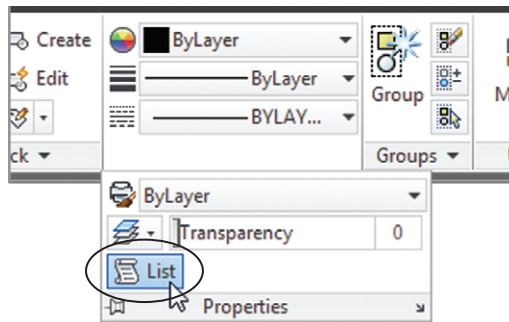 Create
ByLayer
Edit
ByLayer
Group
BYLAY...
M
ck
Groups
ByLayer
Transparency 0
List
Properties